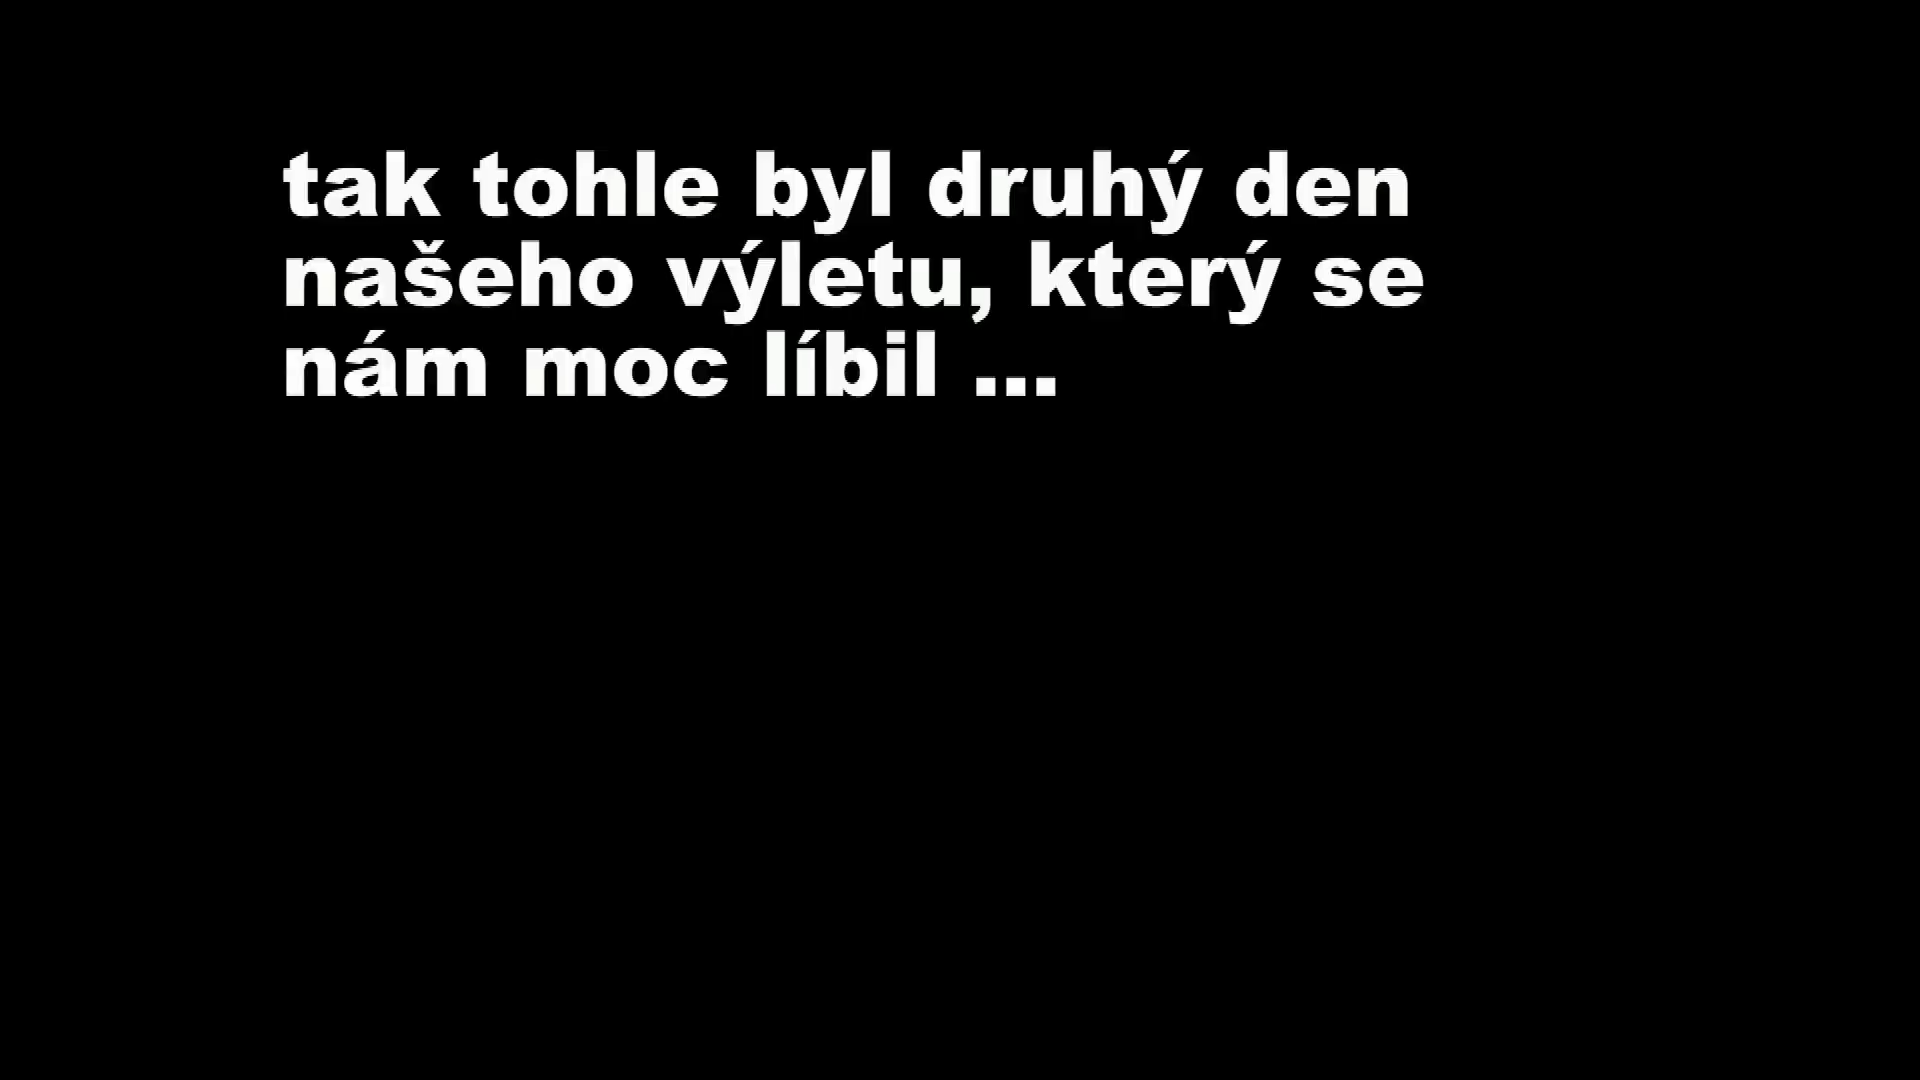 tak tohle byl druhý den
našeho výletu, který se
nám moc líbil ...